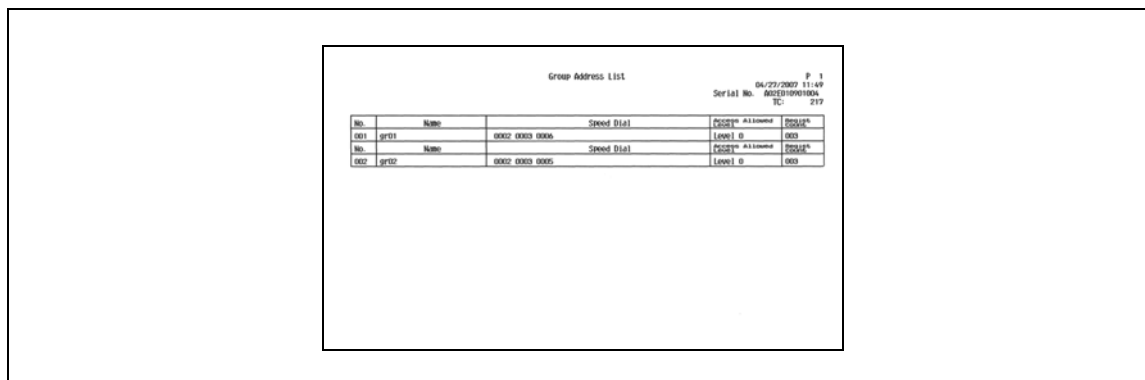 Group Address List
P 1
04/27/2007 11:49
Serial No. A02E010901004
TC: 217
No. Name Speed Dial Access Allowed Level Regist Count
001 gr01 0002 0003 0006 Level 0 003
No. Name Speed Dial Access Allowed Level Regist Count
002 gr02 0002 0003 0005 Level 0 003